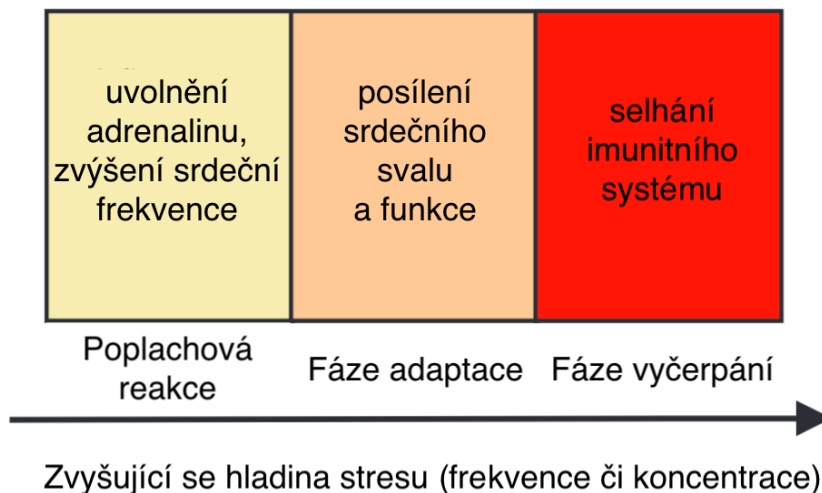 uvolnění
adrenalinu,
zvýšení srdeční
frekvence
posílení
srdečního
svalu
a funkce
selhání
imunitního
systému
Poplachová
reakce
Fáze adaptace
Fáze vyčerpání
Zvyšující se hladina stresu (frekvence či koncentrace)